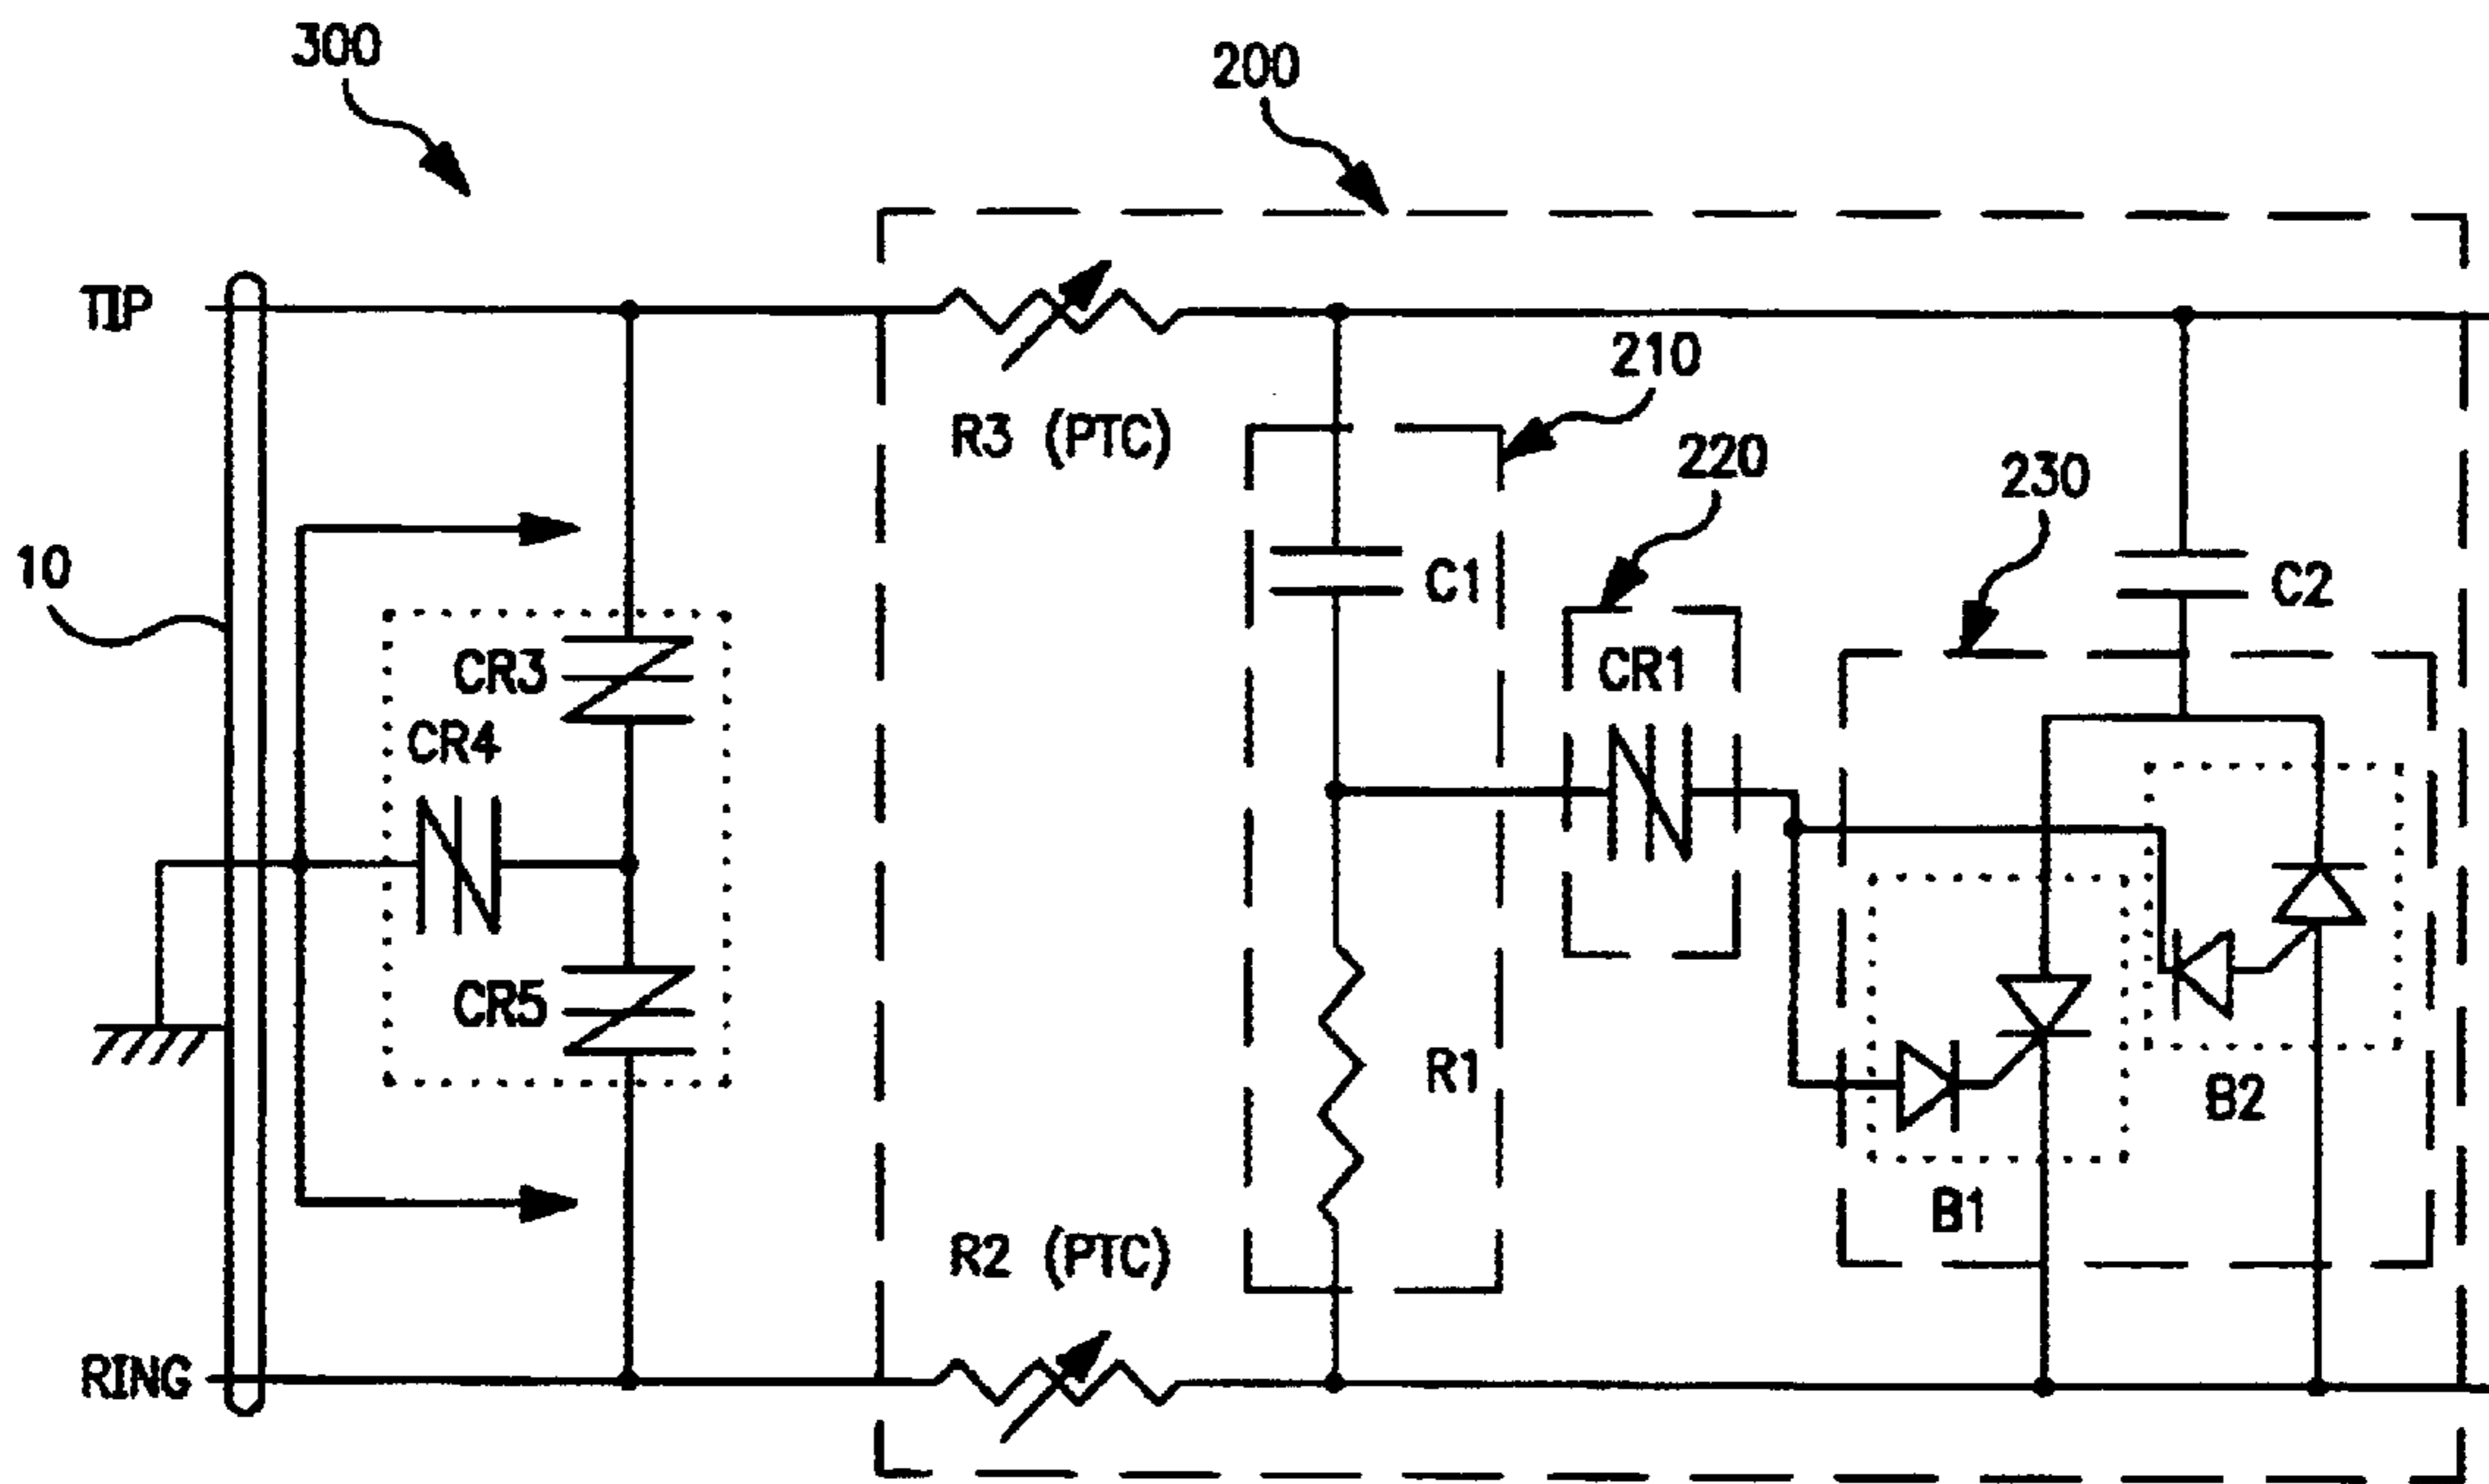 300
200
TIP
210
R3 (PTC)
220
230
10
C1
C2
CR3
CR1
CR4
CR5
R1
B2
B1
R2 (PTC)
RING